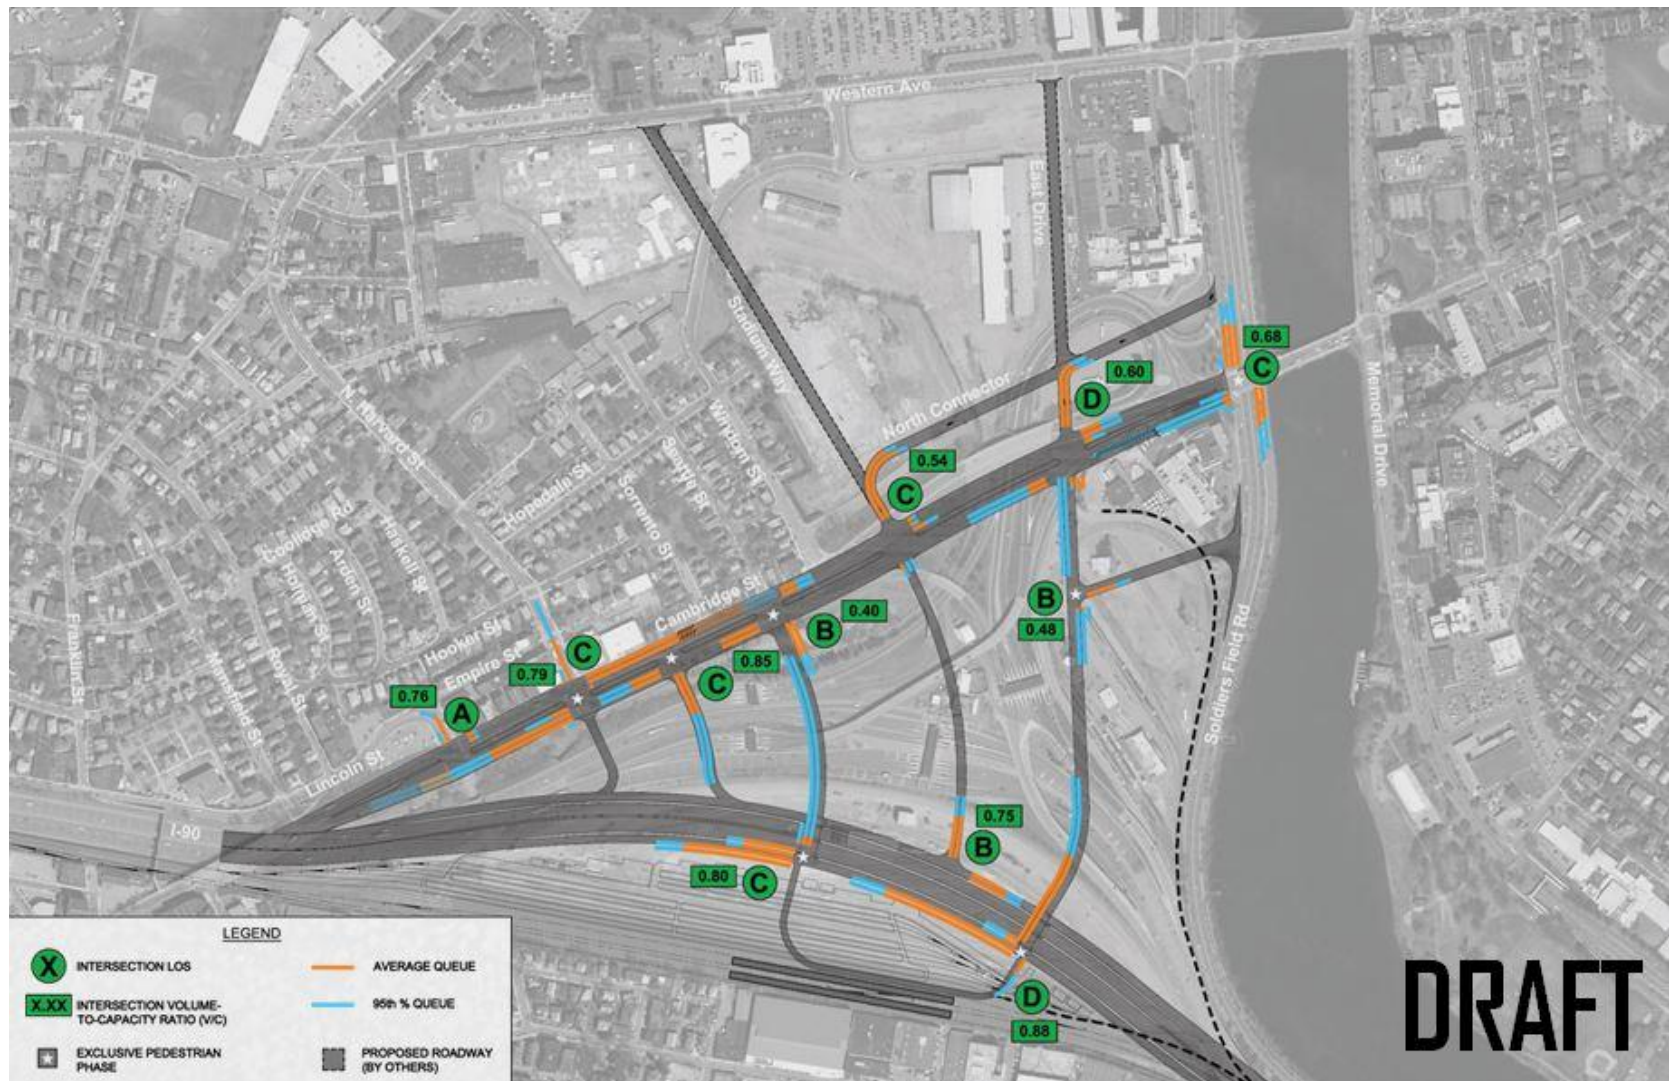 Western Ave
East Drive
Stadium Way
0.68
C
0.60
D
North Connector
Memorial Drive
N. Harvard St
Windom St
Seattle St
Hopedale St
Sorronto St
0.54
C
Coolidge Rd
Haskell St
Arden St
Holman St
Cambridge St
0.40
B
B
0.48
Franklin St
Hooker St
Empire St
C
0.79
0.85
C
Royal St
Mansfield St
0.76
A
Soldiers Field Rd
Lincoln St
I-90
0.75
B
0.80
C
D
0.88
LEGEND
X INTERSECTION LOS
AVERAGE QUEUE
X.XX INTERSECTION VOLUME-
TO-CAPACITY RATIO (V/C)
95th % QUEUE
EXCLUSIVE PEDESTRIAN
PHASE
PROPOSED ROADWAY
(BY OTHERS)
DRAFT